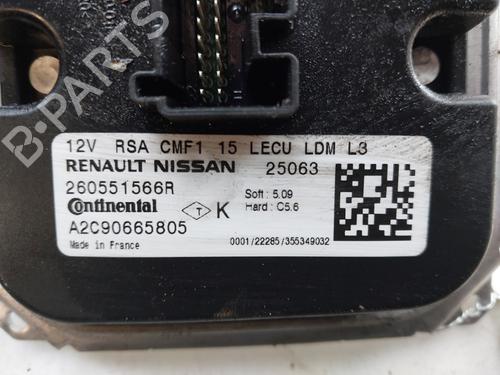 12V RSA CMF1 15 LECU LDM L3
RENAULT NISSAN 25063
260551566R
Soft : 5.09
Continental T K Hard : C5.6
A2C90665805
Made in France 0001/22285/355349032
B-Parts